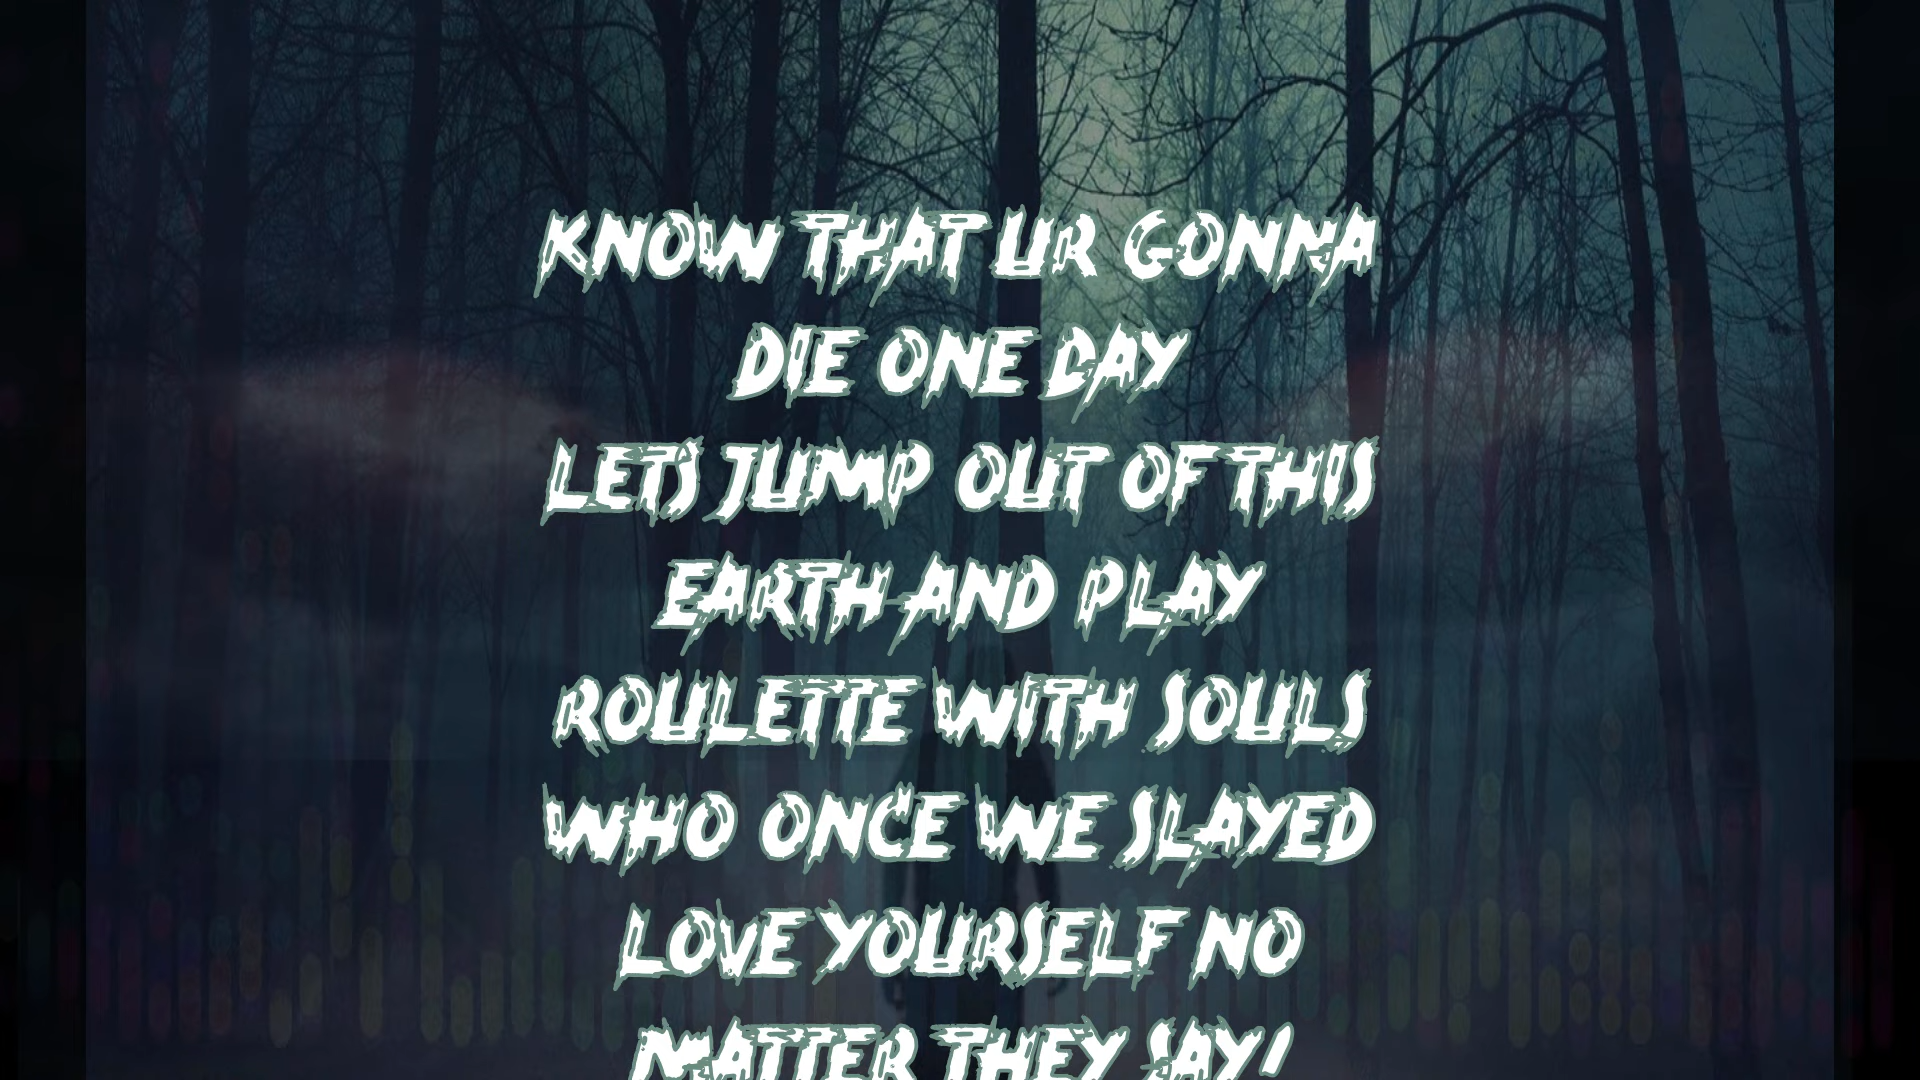 KNOW THAT UR GONNA
DIE ONE DAY
LETS JUMP OUT OF THIS
EARTH AND PLAY
ROULETTE WITH SOULS
WHO ONCE WE SLAYED
LOVE YOURSELF NO
MATTER THEY SAY!